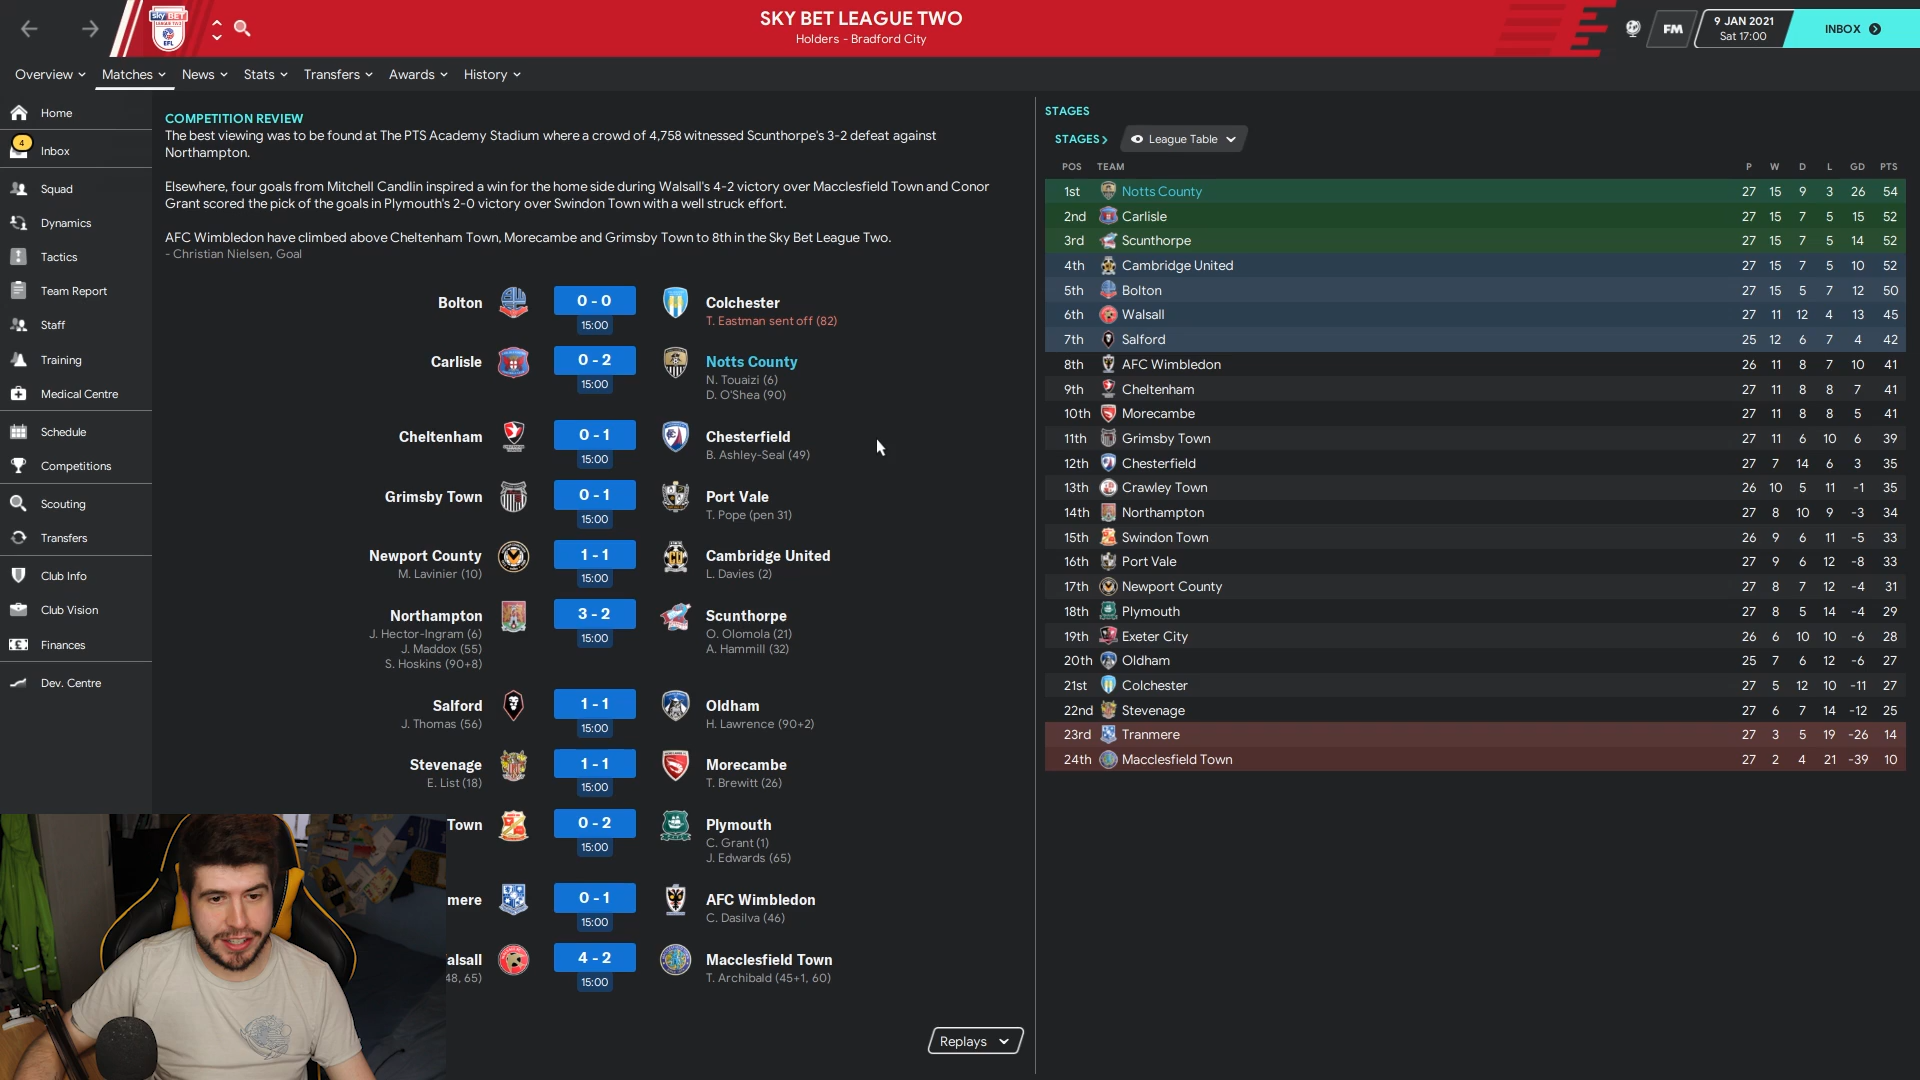 SKY BET LEAGUE TWO
Holders - Bradford City
sky BET
EFL
FM
9 JAN 2021
Sat 17:00
INBOX
Overview
Matches
News
Stats
Transfers
Awards
History
Home
4
Inbox
Squad
Dynamics
Tactics
Team Report
Staff
Training
Medical Centre
Schedule
Competitions
Scouting
Transfers
Club Info
Club Vision
Finances
Dev. Centre
COMPETITION REVIEW
The best viewing was to be found at The PTS Academy Stadium where a crowd of 4,758 witnessed Scunthorpe's 3-2 defeat against
Northampton.
Elsewhere, four goals from Mitchell Candlin inspired a win for the home side during Walsall's 4-2 victory over Macclesfield Town and Conor
Grant scored the pick of the goals in Plymouth's 2-0 victory over Swindon Town with a well struck effort.
AFC Wimbledon have climbed above Cheltenham Town, Morecambe and Grimsby Town to 8th in the Sky Bet League Two.
- Christian Nielsen, Goal
Bolton 0 - 0 Colchester
15:00 T. Eastman sent off (82)
Carlisle 0 - 2 Notts County
15:00 N. Touaizi (6)
D. O'Shea (90)
Cheltenham 0 - 1 Chesterfield
15:00 B. Ashley-Seal (49)
Grimsby Town 0 - 1 Port Vale
15:00 T. Pope (pen 31)
Newport County 1 - 1 Cambridge United
M. Lavinier (10) 15:00 L. Davies (2)
Northampton 3 - 2 Scunthorpe
J. Hector-Ingram (6) 15:00 O. Olomola (21)
J. Maddox (55) A. Hammill (32)
S. Hoskins (90+8)
Salford 1 - 1 Oldham
J. Thomas (56) 15:00 H. Lawrence (90+2)
Stevenage 1 - 1 Morecambe
E. List (18) 15:00 T. Brewitt (26)
Town 0 - 2 Plymouth
15:00 C. Grant (1)
J. Edwards (65)
mere 0 - 1 AFC Wimbledon
15:00 C. Dasilva (46)
alsall 4 - 2 Macclesfield Town
48, 65) 15:00 T. Archibald (45+1, 60)
Replays
STAGES
STAGES League Table
POS TEAM P W D L GD PTS
1st Notts County 27 15 9 3 26 54
2nd Carlisle 27 15 7 5 15 52
3rd Scunthorpe 27 15 7 5 14 52
4th Cambridge United 27 15 7 5 10 52
5th Bolton 27 15 5 7 12 50
6th Walsall 27 11 12 4 13 45
7th Salford 25 12 6 7 4 42
8th AFC Wimbledon 26 11 8 7 10 41
9th Cheltenham 27 11 8 8 7 41
10th Morecambe 27 11 8 8 5 41
11th Grimsby Town 27 11 6 10 6 39
12th Chesterfield 27 7 14 6 3 35
13th Crawley Town 26 10 5 11 -1 35
14th Northampton 27 8 10 9 -3 34
15th Swindon Town 26 9 6 11 -5 33
16th Port Vale 27 9 6 12 -8 33
17th Newport County 27 8 7 12 -4 31
18th Plymouth 27 8 5 14 -4 29
19th Exeter City 26 6 10 10 -6 28
20th Oldham 25 7 6 12 -6 27
21st Colchester 27 5 12 10 -11 27
22nd Stevenage 27 6 7 14 -12 25
23rd Tranmere 27 3 5 19 -26 14
24th Macclesfield Town 27 2 4 21 -39 10